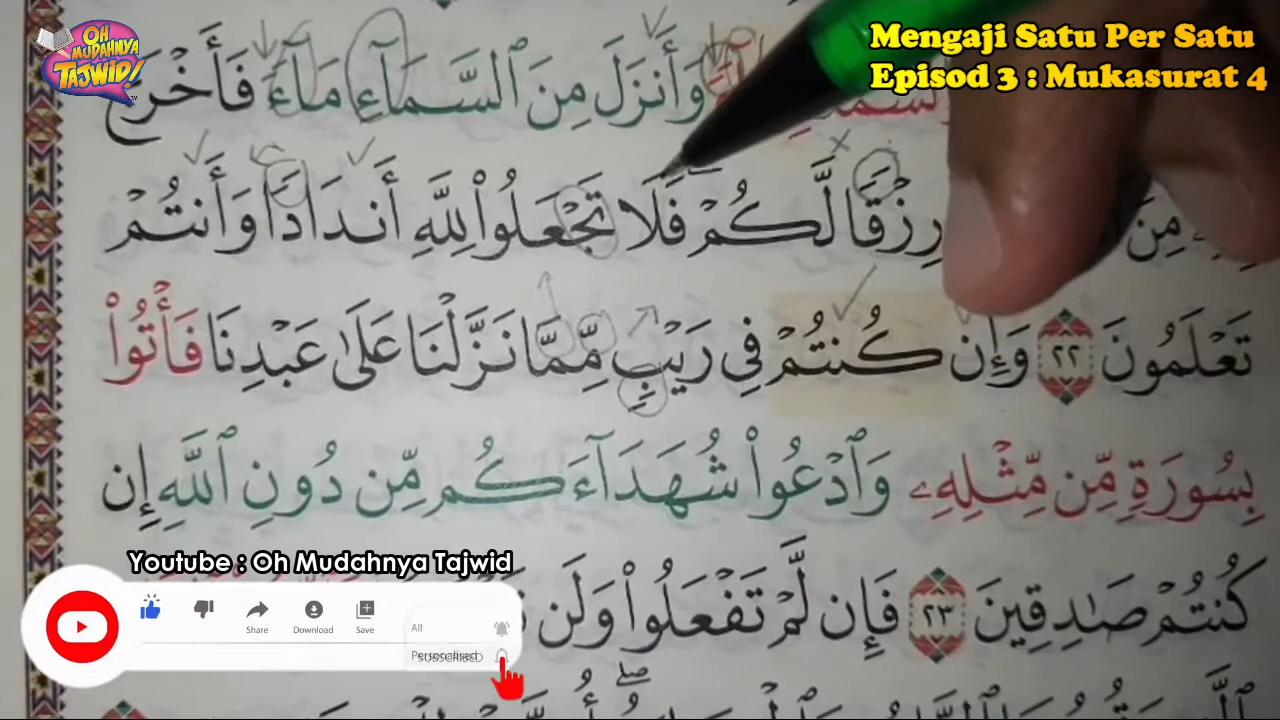 OH MUDAHNYA TAJWID!
Mengaji Satu Per Satu
Episod 3 : Mukasurat 4
وَأَنزَلَ مِنَ ٱلسَّمَآءِ مَآءً فَأَخْرَجَ
مِنَ رِزْقًا لَّكُمْ فَلَا تَجْعَلُوا۟ لِلَّهِ أَندَادًا وَأَنتُمْ
تَعْلَمُونَ ٢٢ وَإِن كُنتُمْ فِي رَيْبٍ مِّمَّا نَزَّلْنَا عَلَىٰ عَبْدِنَا فَأْتُوا۟
بِسُورَةٍ مِّن مِّثْلِهِۦ وَٱدْعُوا۟ شُهَدَآءَكُم مِّن دُونِ ٱللَّهِ إِن
كُنتُمْ صَـٰدِقِينَ ٢٣ فَإِن لَّمْ تَفْعَلُوا۟ وَلَن
Youtube : Oh Mudahnya Tajwid
Share
Download
Save
All
Personalised
SUBSCRIBED